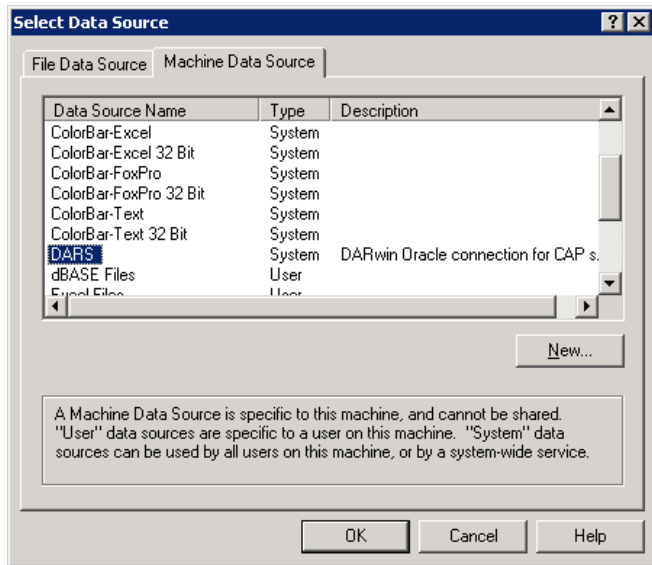 Select Data Source
File Data Source Machine Data Source
Data Source Name Type Description
ColorBar-Excel System
ColorBar-Excel 32 Bit System
ColorBar-FoxPro System
ColorBar-FoxPro 32 Bit System
ColorBar-Text System
ColorBar-Text 32 Bit System
DARS System DARwin Oracle connection for CAP s.
dBASE Files User
Excel Files User
New...
A Machine Data Source is specific to this machine, and cannot be shared.
"User" data sources are specific to a user on this machine. "System" data
sources can be used by all users on this machine, or by a system-wide service.
OK Cancel Help